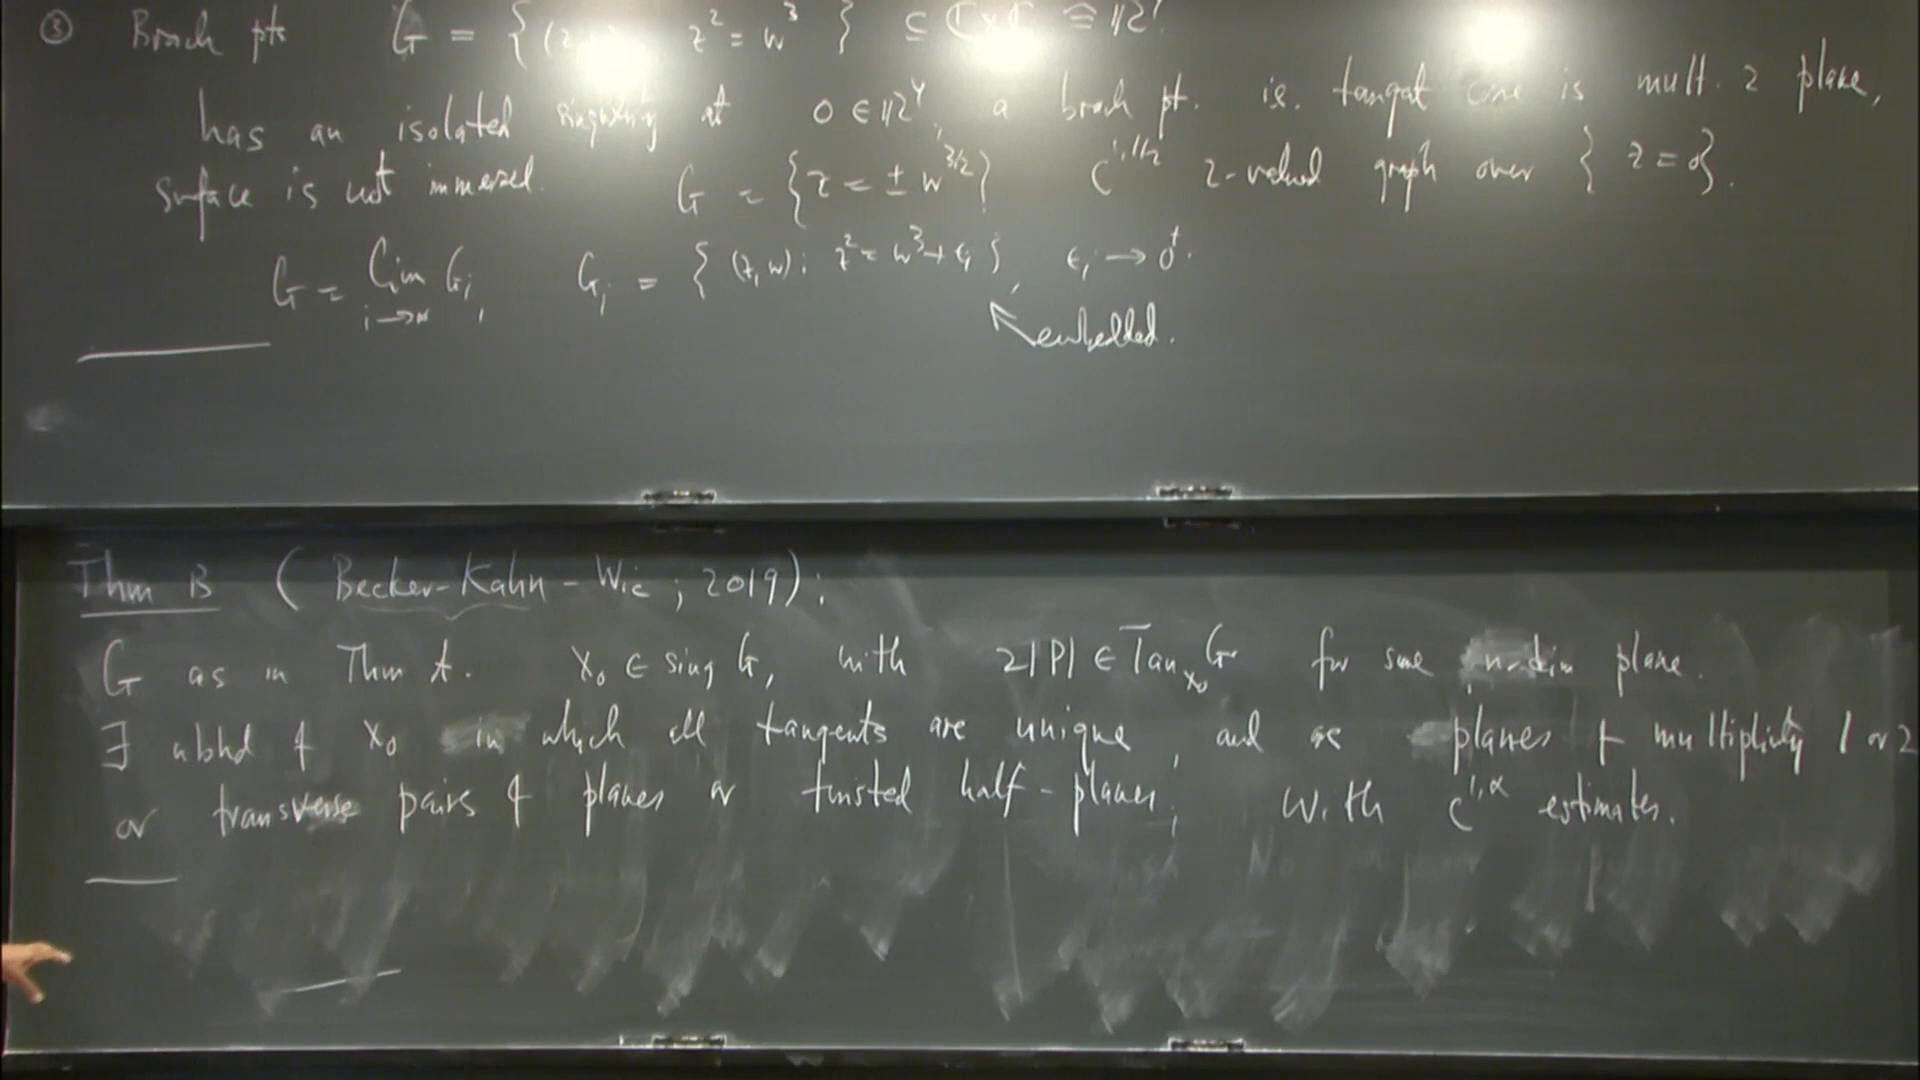 ③ Branch pts G = { (z, z² = w³ } ⊆ C×C ≅ ℝ⁴
has an isolated singularity at 0 ∈ ℝ⁴, a branch pt. ie. tangent cone is mult. 2 plane,
surface is not immersed. G = {z = ± w^{3/2}} C^{1,1/2} 2-valued graph over { z = 0}.
G = lim_{i→∞} G_i, G_i = { (z,w): z² = w³ + ε_i }, ε_i → 0⁺.
embedded.
Thm B (Becker-Kahn - Wic ; 2019):
G as in Thm A. x₀ ∈ sing G, with 2|P| ∈ Tan_{x₀} G for some n-dim plane.
∃ nbhd of x₀ in which all tangents are unique, and are planes of multiplicity 1 or 2
or transverse pairs of planes or twisted half-planes, with C^{1,α} estimates.